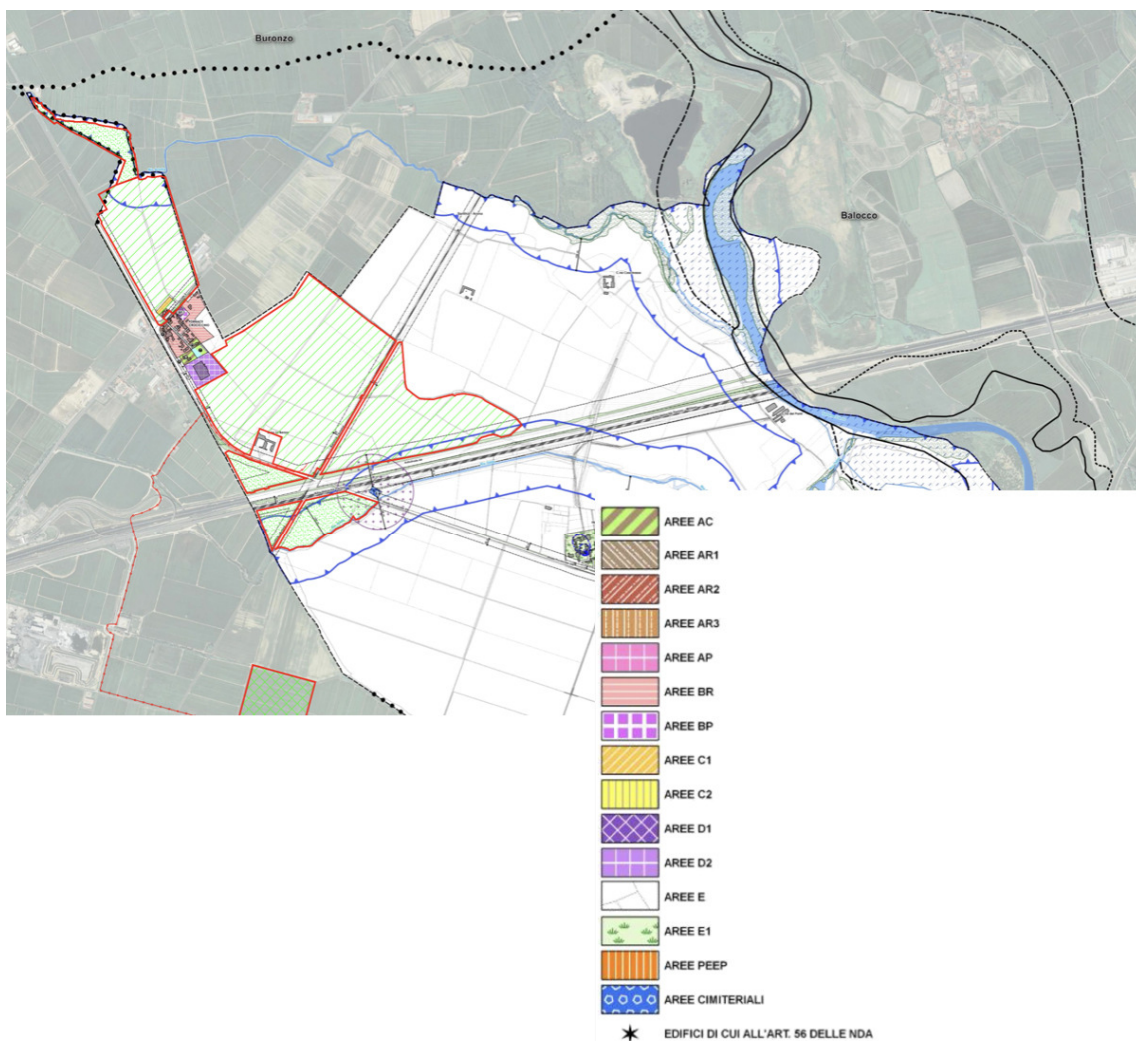 Buronzo
Balocco
AREE AC
AREE AR1
AREE AR2
AREE AR3
AREE AP
AREE BR
AREE BP
AREE C1
AREE C2
AREE D1
AREE D2
AREE E
AREE E1
AREE PEEP
AREE CIMITERIALI
EDIFICI DI CUI ALL'ART. 56 DELLE NDA